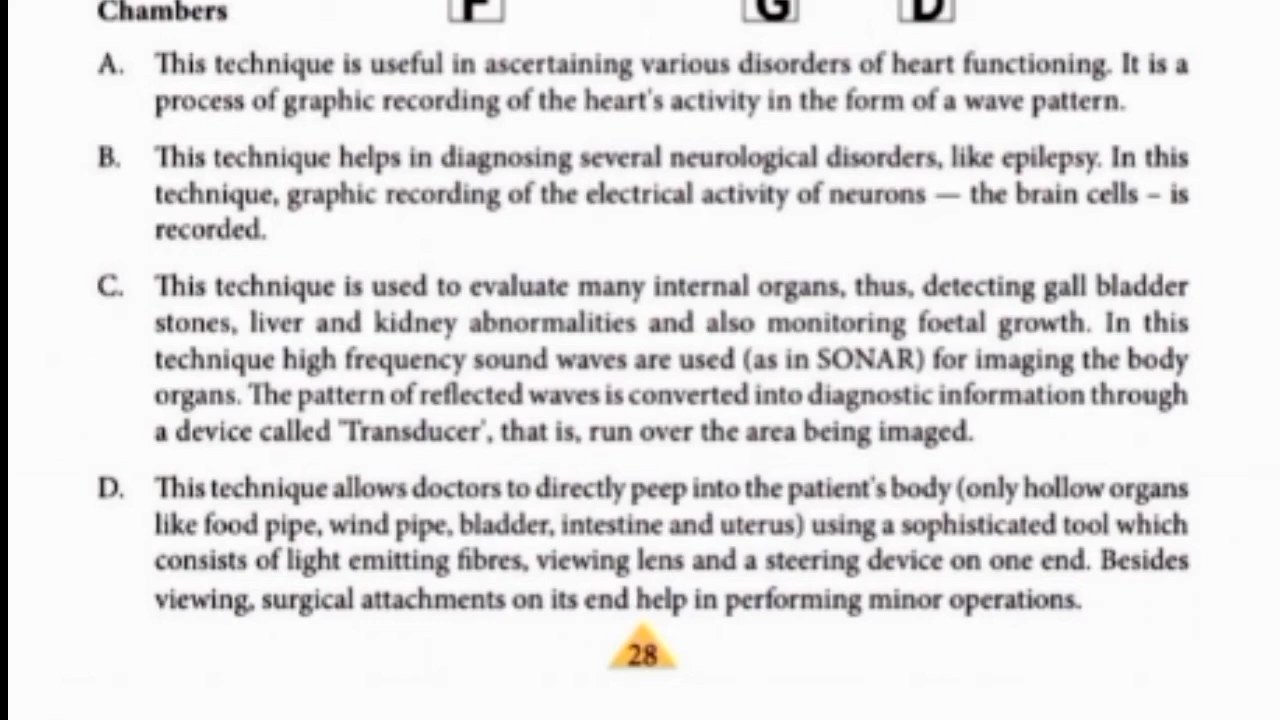 Chambers F G D
A. This technique is useful in ascertaining various disorders of heart functioning. It is a
process of graphic recording of the heart's activity in the form of a wave pattern.
B. This technique helps in diagnosing several neurological disorders, like epilepsy. In this
technique, graphic recording of the electrical activity of neurons — the brain cells – is
recorded.
C. This technique is used to evaluate many internal organs, thus, detecting gall bladder
stones, liver and kidney abnormalities and also monitoring foetal growth. In this
technique high frequency sound waves are used (as in SONAR) for imaging the body
organs. The pattern of reflected waves is converted into diagnostic information through
a device called 'Transducer', that is, run over the area being imaged.
D. This technique allows doctors to directly peep into the patient's body (only hollow organs
like food pipe, wind pipe, bladder, intestine and uterus) using a sophisticated tool which
consists of light emitting fibres, viewing lens and a steering device on one end. Besides
viewing, surgical attachments on its end help in performing minor operations.
28